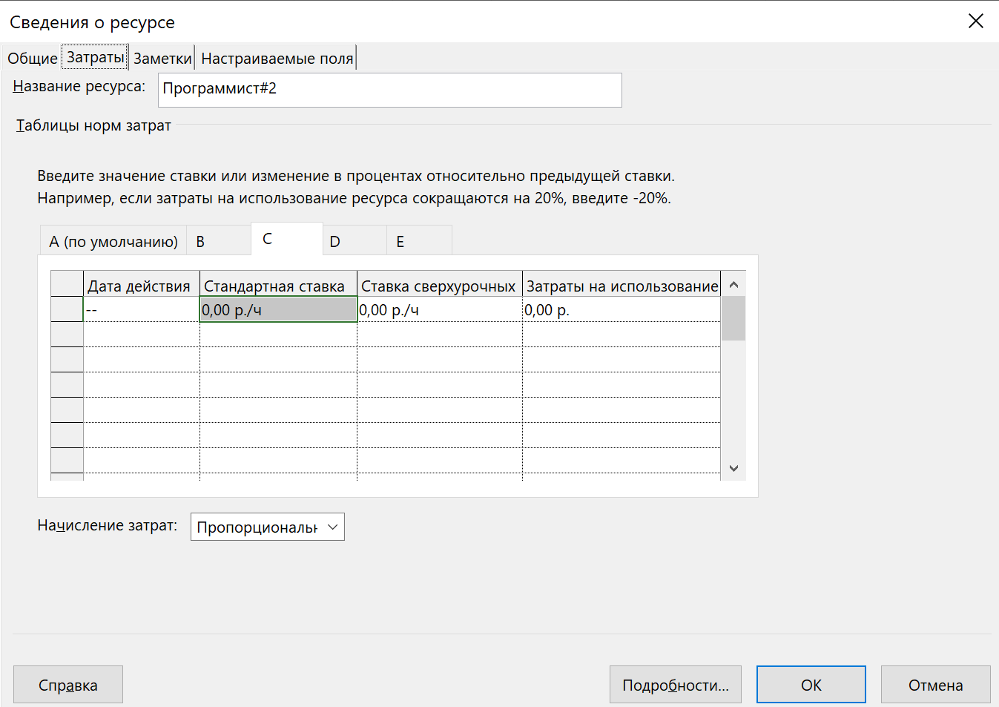 Сведения о ресурсе
Общие Затраты Заметки Настраиваемые поля
Название ресурса: Программист#2
Таблицы норм затрат
Введите значение ставки или изменение в процентах относительно предыдущей ставки.
Например, если затраты на использование ресурса сокращаются на 20%, введите -20%.
A (по умолчанию) B C D E
Дата действия Стандартная ставка Ставка сверхурочных Затраты на использование
-- 0,00 р./ч 0,00 р./ч 0,00 р.
Начисление затрат: Пропорциональн
Справка Подробности... ОК Отмена